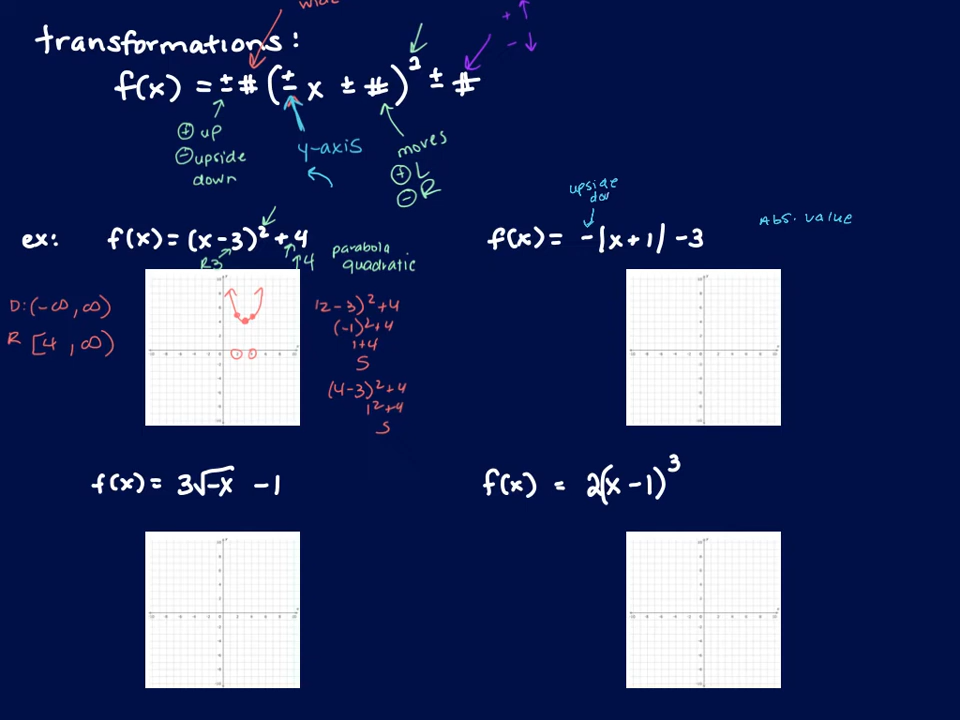 wide
transformations:
+ ↑
- ↓
f(x) = ± # (± x ± #)² ± #
⊕ up
⊖ upside
down
y-axis
moves
⊕ L
⊖ R
upside
Abs. value
ex: f(x) = (x - 3)² + 4
R3
↑4
parabola
quadratic
f(x) = -|x + 1| - 3
D: (-∞, ∞)
R [4, ∞)
(2 - 3)² + 4
(-1)² + 4
1 + 4
5
(4 - 3)² + 4
1² + 4
5
f(x) = 3√-x - 1
f(x) = 2(x - 1)³